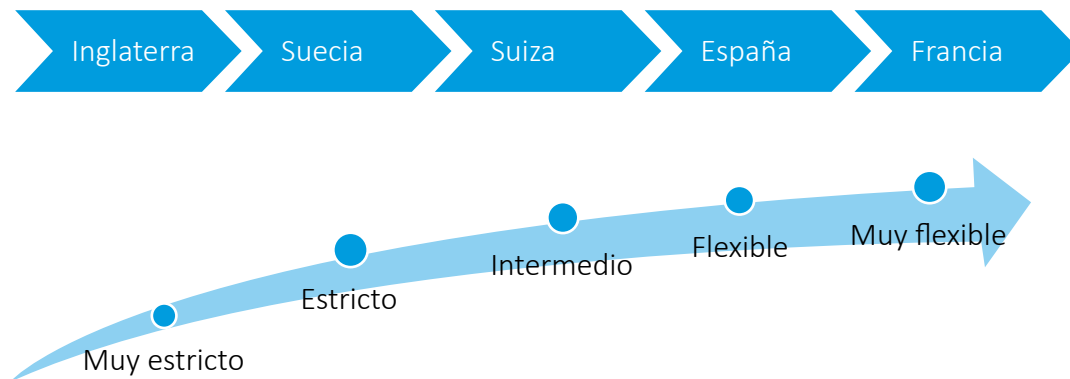 Inglaterra
Suecia
Suiza
España
Francia
Muy flexible
Flexible
Intermedio
Estricto
Muy estricto